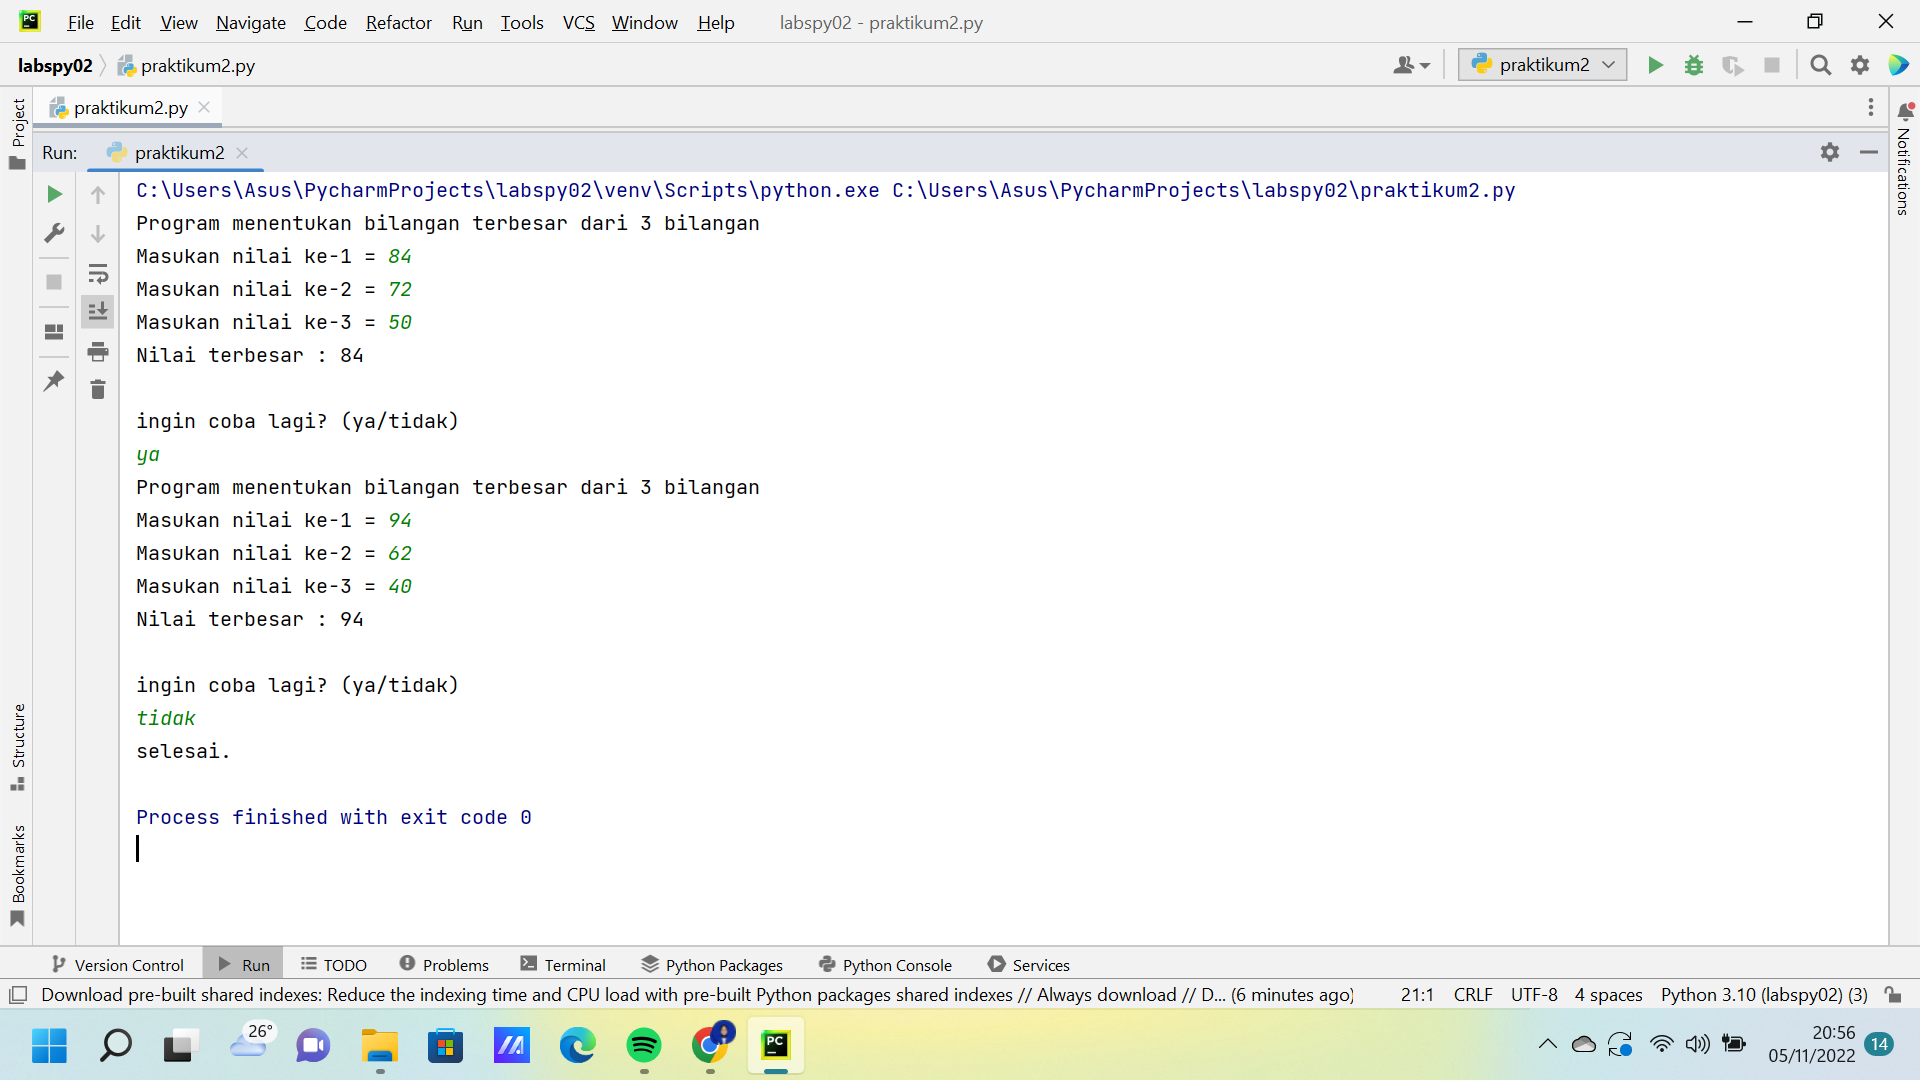 PC File Edit View Navigate Code Refactor Run Tools VCS Window Help labspy02 - praktikum2.py
labspy02 praktikum2.py praktikum2
Project praktikum2.py
Notifications
Run: praktikum2
C:\Users\Asus\PycharmProjects\labspy02\venv\Scripts\python.exe C:\Users\Asus\PycharmProjects\labspy02\praktikum2.py
Program menentukan bilangan terbesar dari 3 bilangan
Masukan nilai ke-1 = 84
Masukan nilai ke-2 = 72
Masukan nilai ke-3 = 50
Nilai terbesar : 84
ingin coba lagi? (ya/tidak)
ya
Program menentukan bilangan terbesar dari 3 bilangan
Masukan nilai ke-1 = 94
Masukan nilai ke-2 = 62
Masukan nilai ke-3 = 40
Nilai terbesar : 94
ingin coba lagi? (ya/tidak)
tidak
selesai.
Process finished with exit code 0
Structure
Bookmarks
Version Control Run TODO Problems Terminal Python Packages Python Console Services
Download pre-built shared indexes: Reduce the indexing time and CPU load with pre-built Python packages shared indexes // Always download // D... (6 minutes ago) 21:1 CRLF UTF-8 4 spaces Python 3.10 (labspy02) (3)
26° PC 20:56
05/11/2022 14